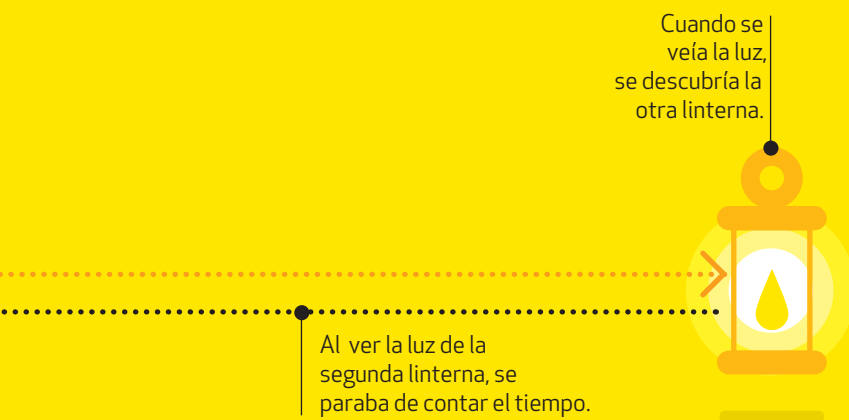 Cuando se
veía la luz,
se descubría la
otra linterna.
Al ver la luz de la
segunda linterna, se
paraba de contar el tiempo.